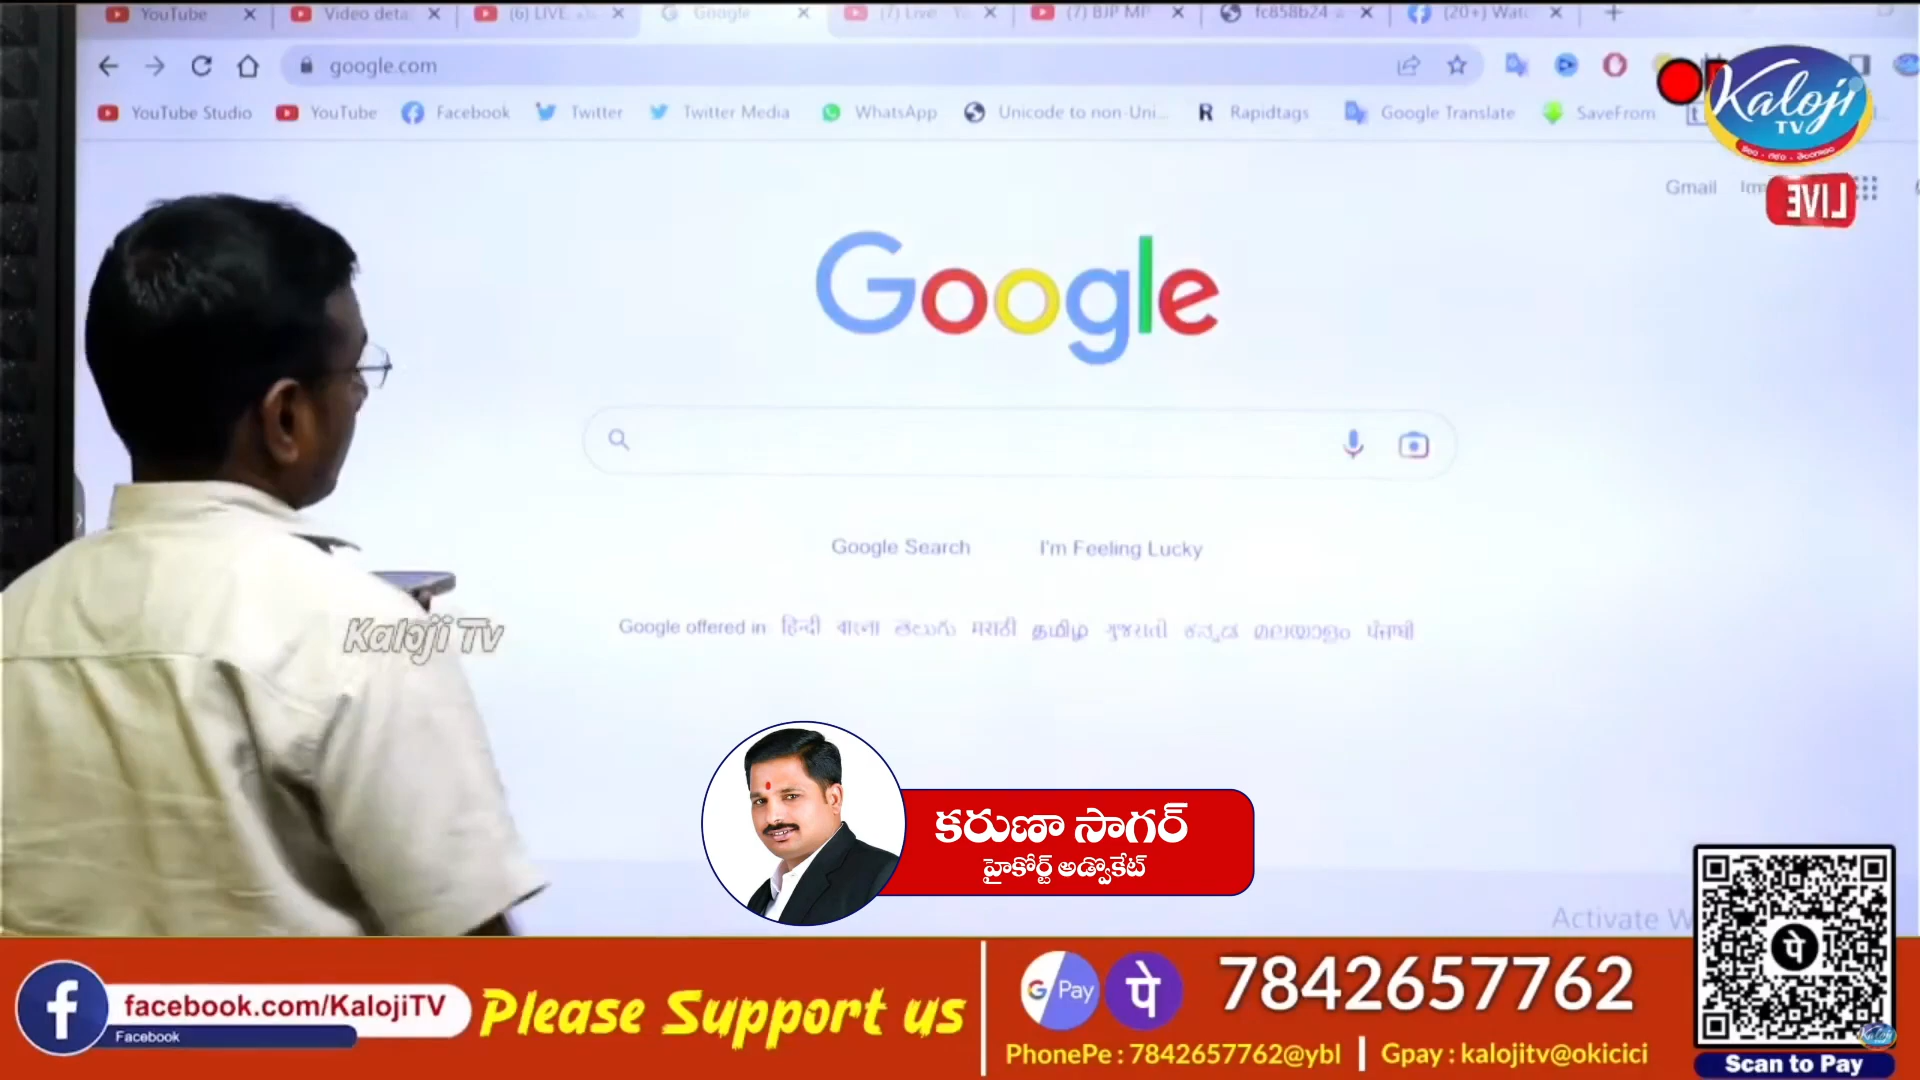 YouTube
Video deta
(6) LIVE
Google
(7) Live
(7) BJP MP
fc858b24
(20+) Wat
google.com
YouTube Studio
YouTube
Facebook
Twitter
Twitter Media
WhatsApp
Unicode to non-Uni...
Rapidtags
Google Translate
SaveFrom
Kaloji
TV
Gmail
LIVE
Google
Google Search
I'm Feeling Lucky
Google offered in: हिन्दी বাংলা తెలుగు मराठी தமிழ் ગુજરાતી ಕನ್ನಡ മലയാളം ਪੰਜਾਬੀ
Kaloji Tv
కరుణా సాగర్
హైకోర్ట్ అడ్వొకేట్
Activate W
facebook.com/KalojiTV
Facebook
Please Support us
G Pay
पे
7842657762
PhonePe : 7842657762@ybl | Gpay : kalojitv@okicici
पे
Scan to Pay